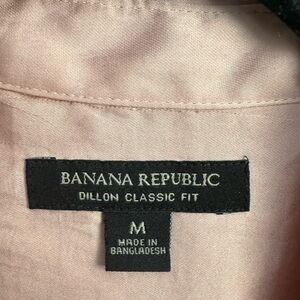 BANANA REPUBLIC
DILLON CLASSIC FIT
M
MADE IN
BANGLADESH